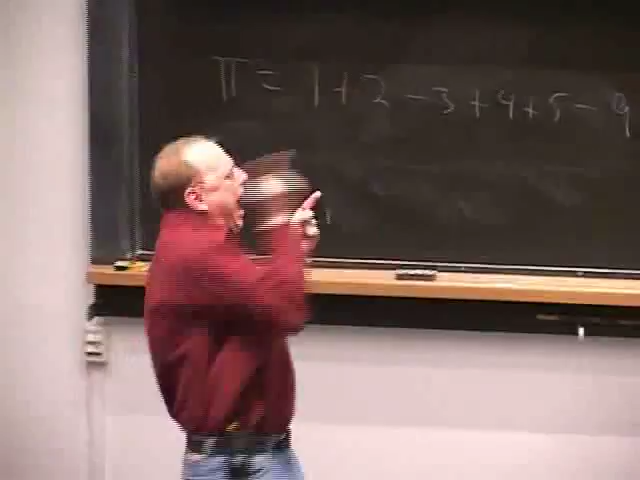 π = 1 + 2 - 3 + 4 + 5 - 9